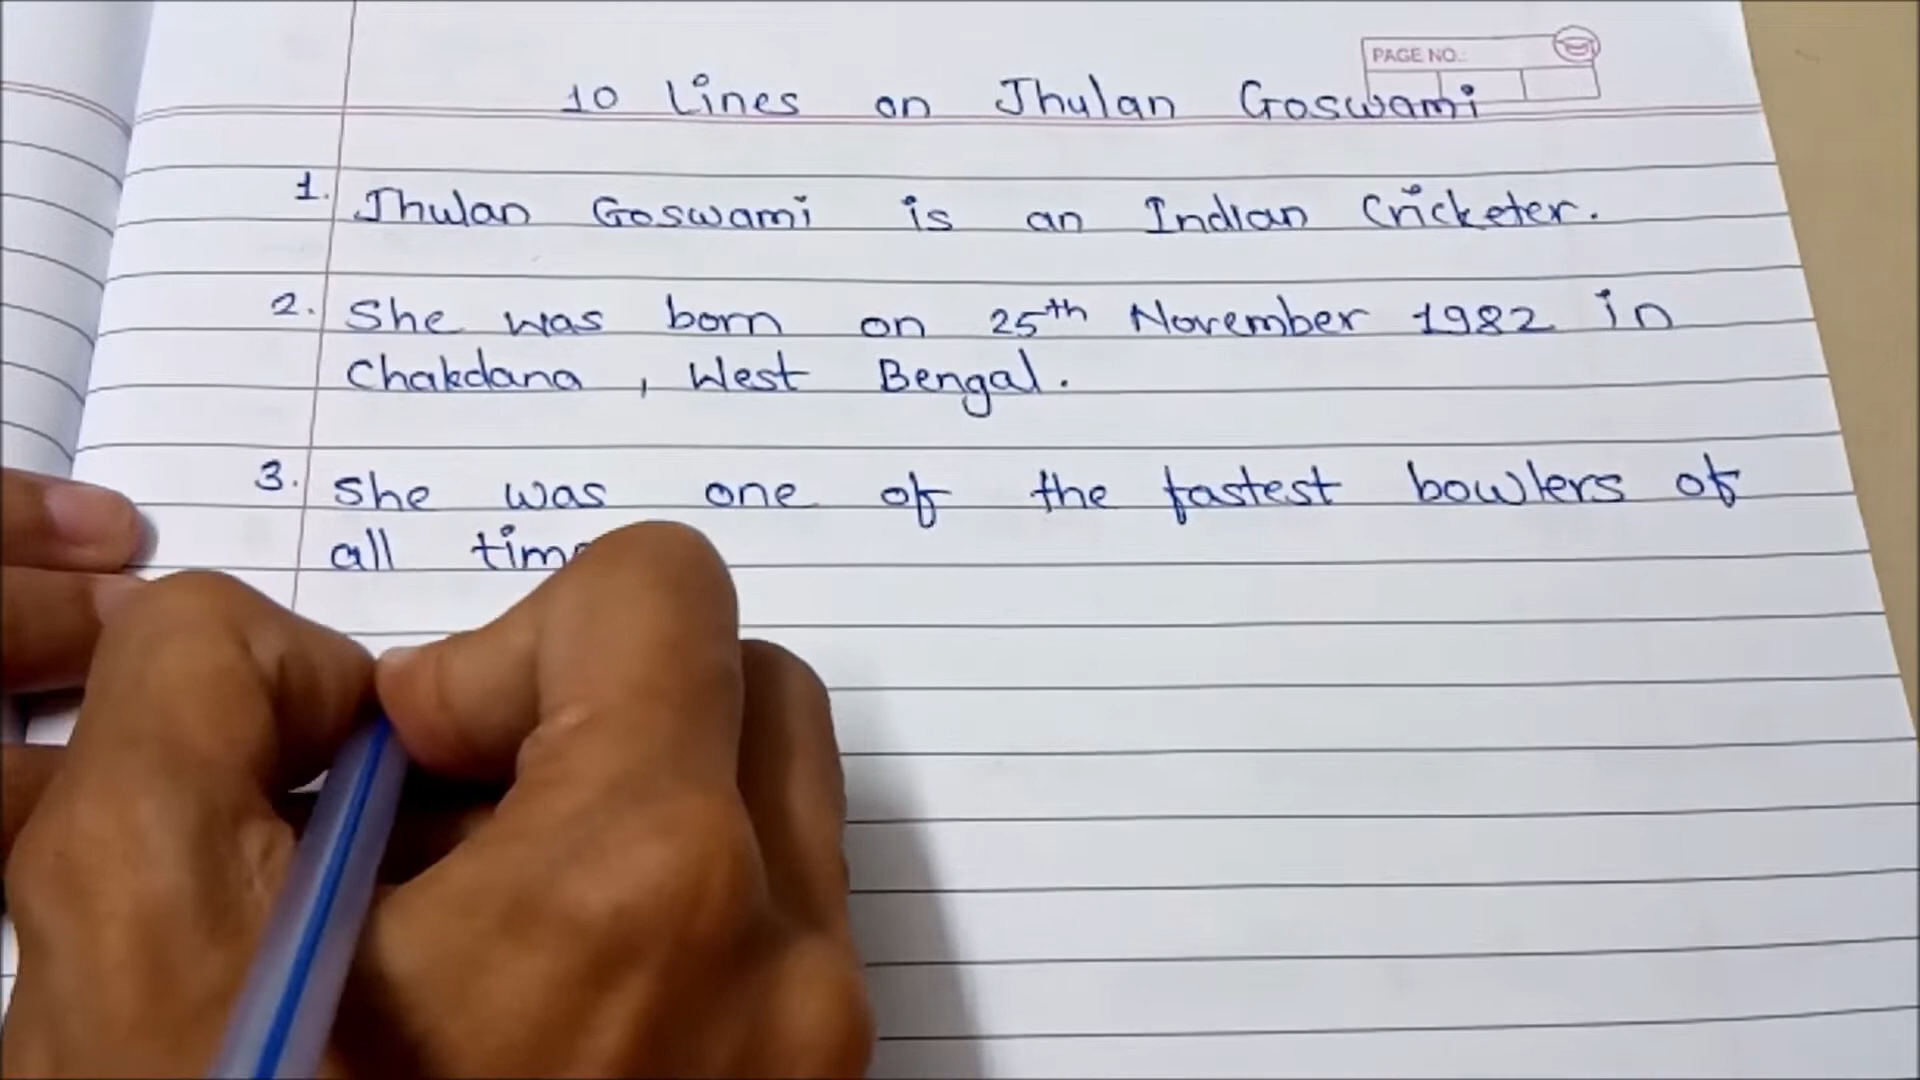 PAGE NO.:
10 Lines on Jhulan Goswami
1. Jhulan Goswami is an Indian Cricketer.
2. She was born on 25th November 1982 in
Chakdana, West Bengal.
3. She was one of the fastest bowlers of
all